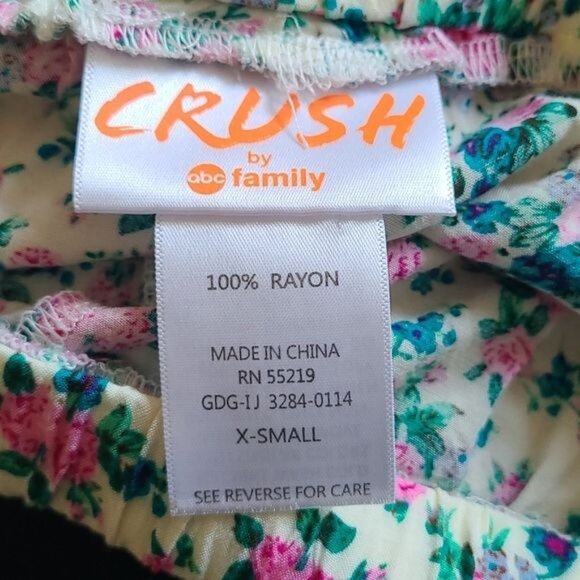 CRUSH
by
abc family
100% RAYON
MADE IN CHINA
RN 55219
GDG-IJ 3284-0114
X-SMALL
SEE REVERSE FOR CARE